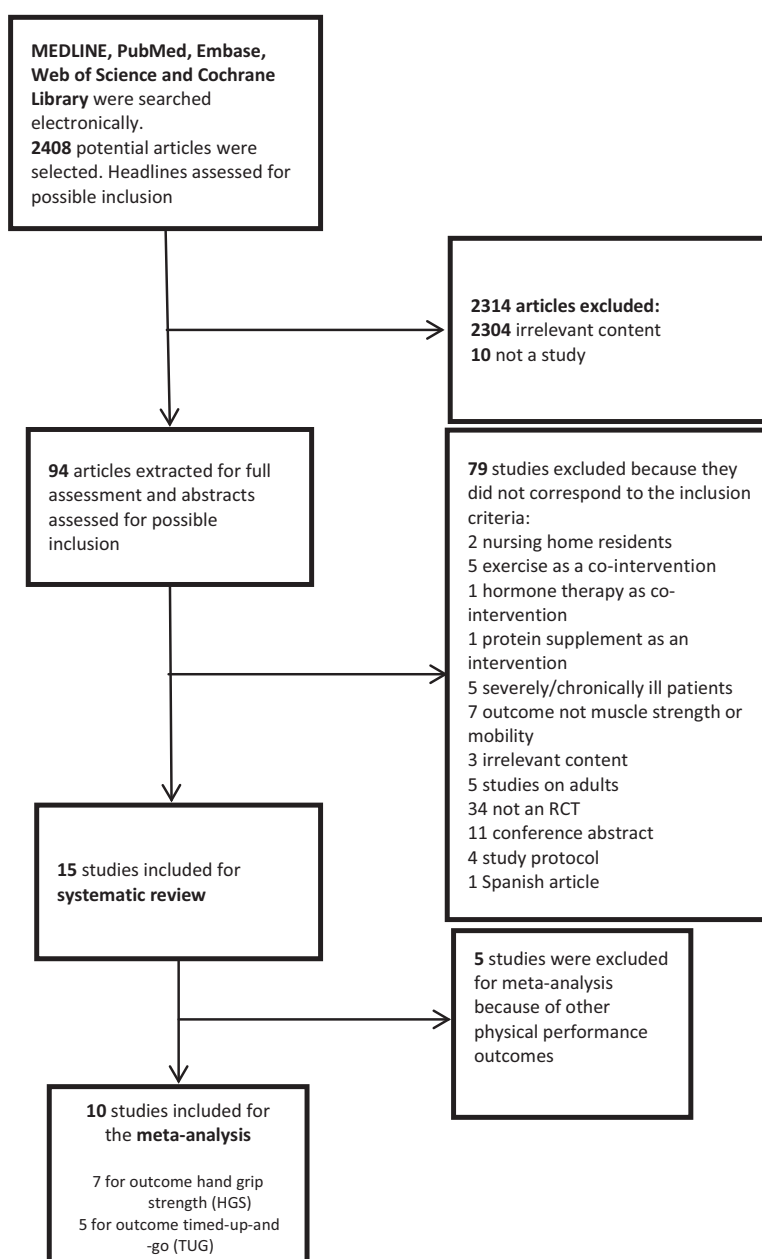 MEDLINE, PubMed, Embase,
Web of Science and Cochrane
Library were searched
electronically.
2408 potential articles were
selected. Headlines assessed for
possible inclusion
2314 articles excluded:
2304 irrelevant content
10 not a study
94 articles extracted for full
assessment and abstracts
assessed for possible
inclusion
79 studies excluded because they
did not correspond to the inclusion
criteria:
2 nursing home residents
5 exercise as a co-intervention
1 hormone therapy as co-
intervention
1 protein supplement as an
intervention
5 severely/chronically ill patients
7 outcome not muscle strength or
mobility
3 irrelevant content
5 studies on adults
34 not an RCT
11 conference abstract
4 study protocol
1 Spanish article
15 studies included for
systematic review
5 studies were excluded
for meta-analysis
because of other
physical performance
outcomes
10 studies included for
the meta-analysis
7 for outcome hand grip
strength (HGS)
5 for outcome timed-up-and
-go (TUG)